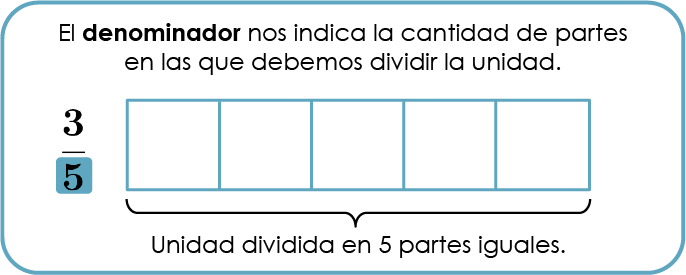 El denominador nos indica la cantidad de partes
en las que debemos dividir la unidad.
3
5
Unidad dividida en 5 partes iguales.